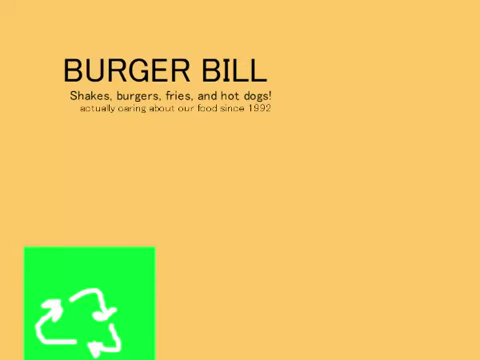 BURGER BILL
Shakes, burgers, fries, and hot dogs!
actually caring about our food since 1992